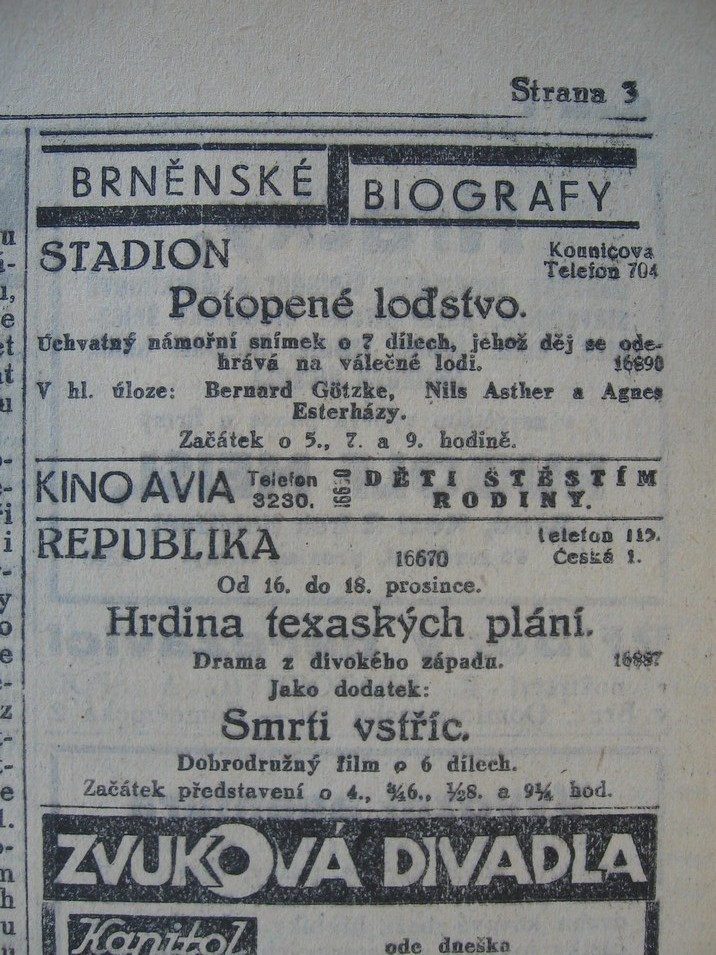 Strana 3
BRNĚNSKÉ BIOGRAFY
STADION
Kounicova
Telefon 704
Potopené loďstvo.
Úchvatný námořní snímek o 7 dílech, jehož děj se ode-
hrává na válečné lodi. 16890
V hl. úloze: Bernard Götzke, Nils Asther a Agnes
Esterházy.
Začátek o 5., 7. a 9. hodině.
KINO AVIA Telefon 3230. DĚTI ŠTĚSTÍM
RODINY.
REPUBLIKA
16670
Telefon 119.
Česká 1.
Od 16. do 18. prosince.
Hrdina texaských plání.
Drama z divokého západu. 16887
Jako dodatek:
Smrti vstříc.
Dobrodružný film o 6 dílech.
Začátek představení o 4., ¾6., ½8. a 9¼ hod.
ZVUKOVÁ DIVADLA
Kapitol
ode dneška